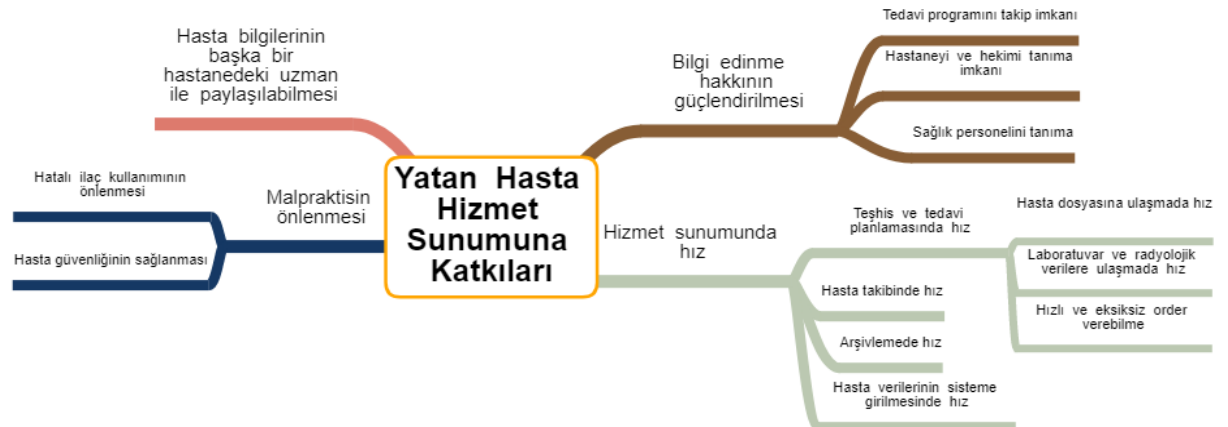 Hasta bilgilerinin
başka bir
hastanedeki uzman
ile paylaşılabilmesi
Malpraktisin
önlenmesi
Hatalı ilaç kullanımının
önlenmesi
Hasta güvenliğinin sağlanması
Yatan Hasta
Hizmet
Sunumuna
Katkıları
Bilgi edinme
hakkının
güçlendirilmesi
Tedavi programını takip imkanı
Hastaneyi ve hekimi tanıma
imkanı
Sağlık personelini tanıma
Hizmet sunumunda
hız
Teşhis ve tedavi
planlamasında hız
Hasta dosyasına ulaşmada hız
Laboratuvar ve radyolojik
verilere ulaşmada hız
Hızlı ve eksiksiz order
verebilme
Hasta takibinde hız
Arşivlemede hız
Hasta verilerinin sisteme
girilmesinde hız